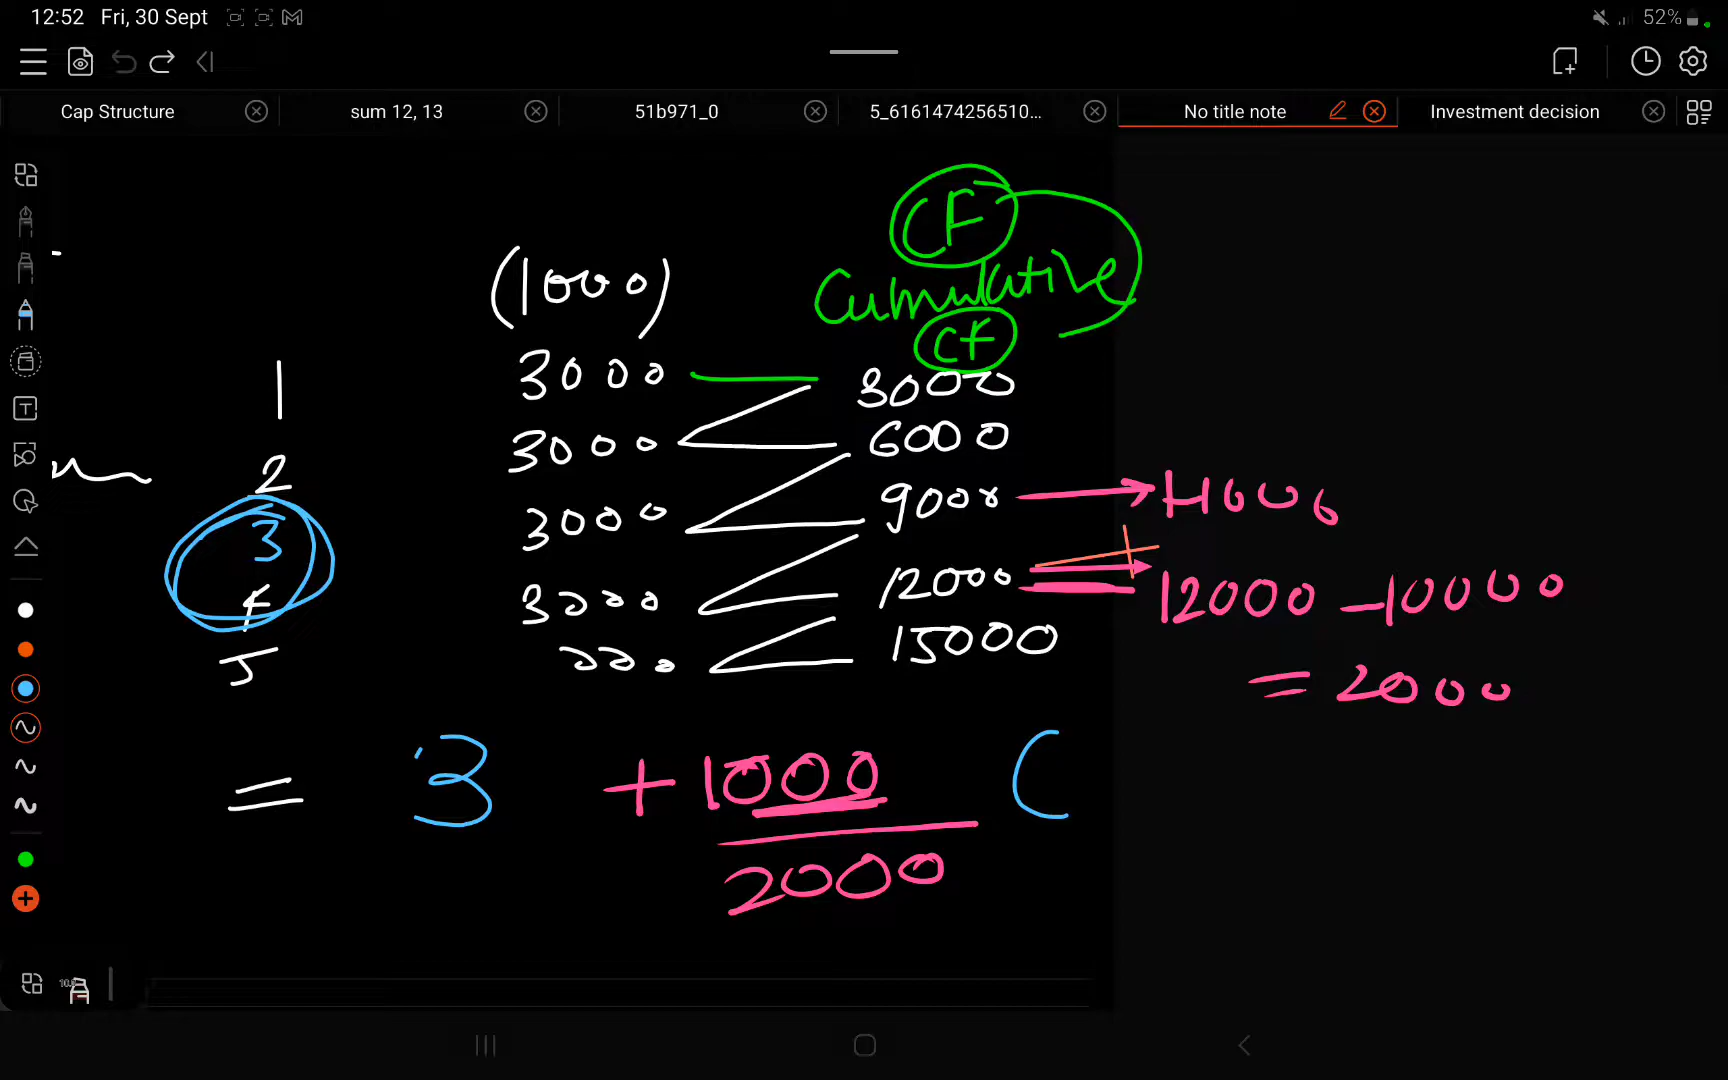 12:52 Fri, 30 Sept
52%
Cap Structure
sum 12, 13
51b971_0
5_6161474256510...
No title note
Investment decision
CF
Cumulative
CF
(1000)
1 3000 3000
2 3000 6000
3 3000 9000
4 3000 12000 12000 - 10000
5 15000 = 2000
= 3 + 1000 (
2000